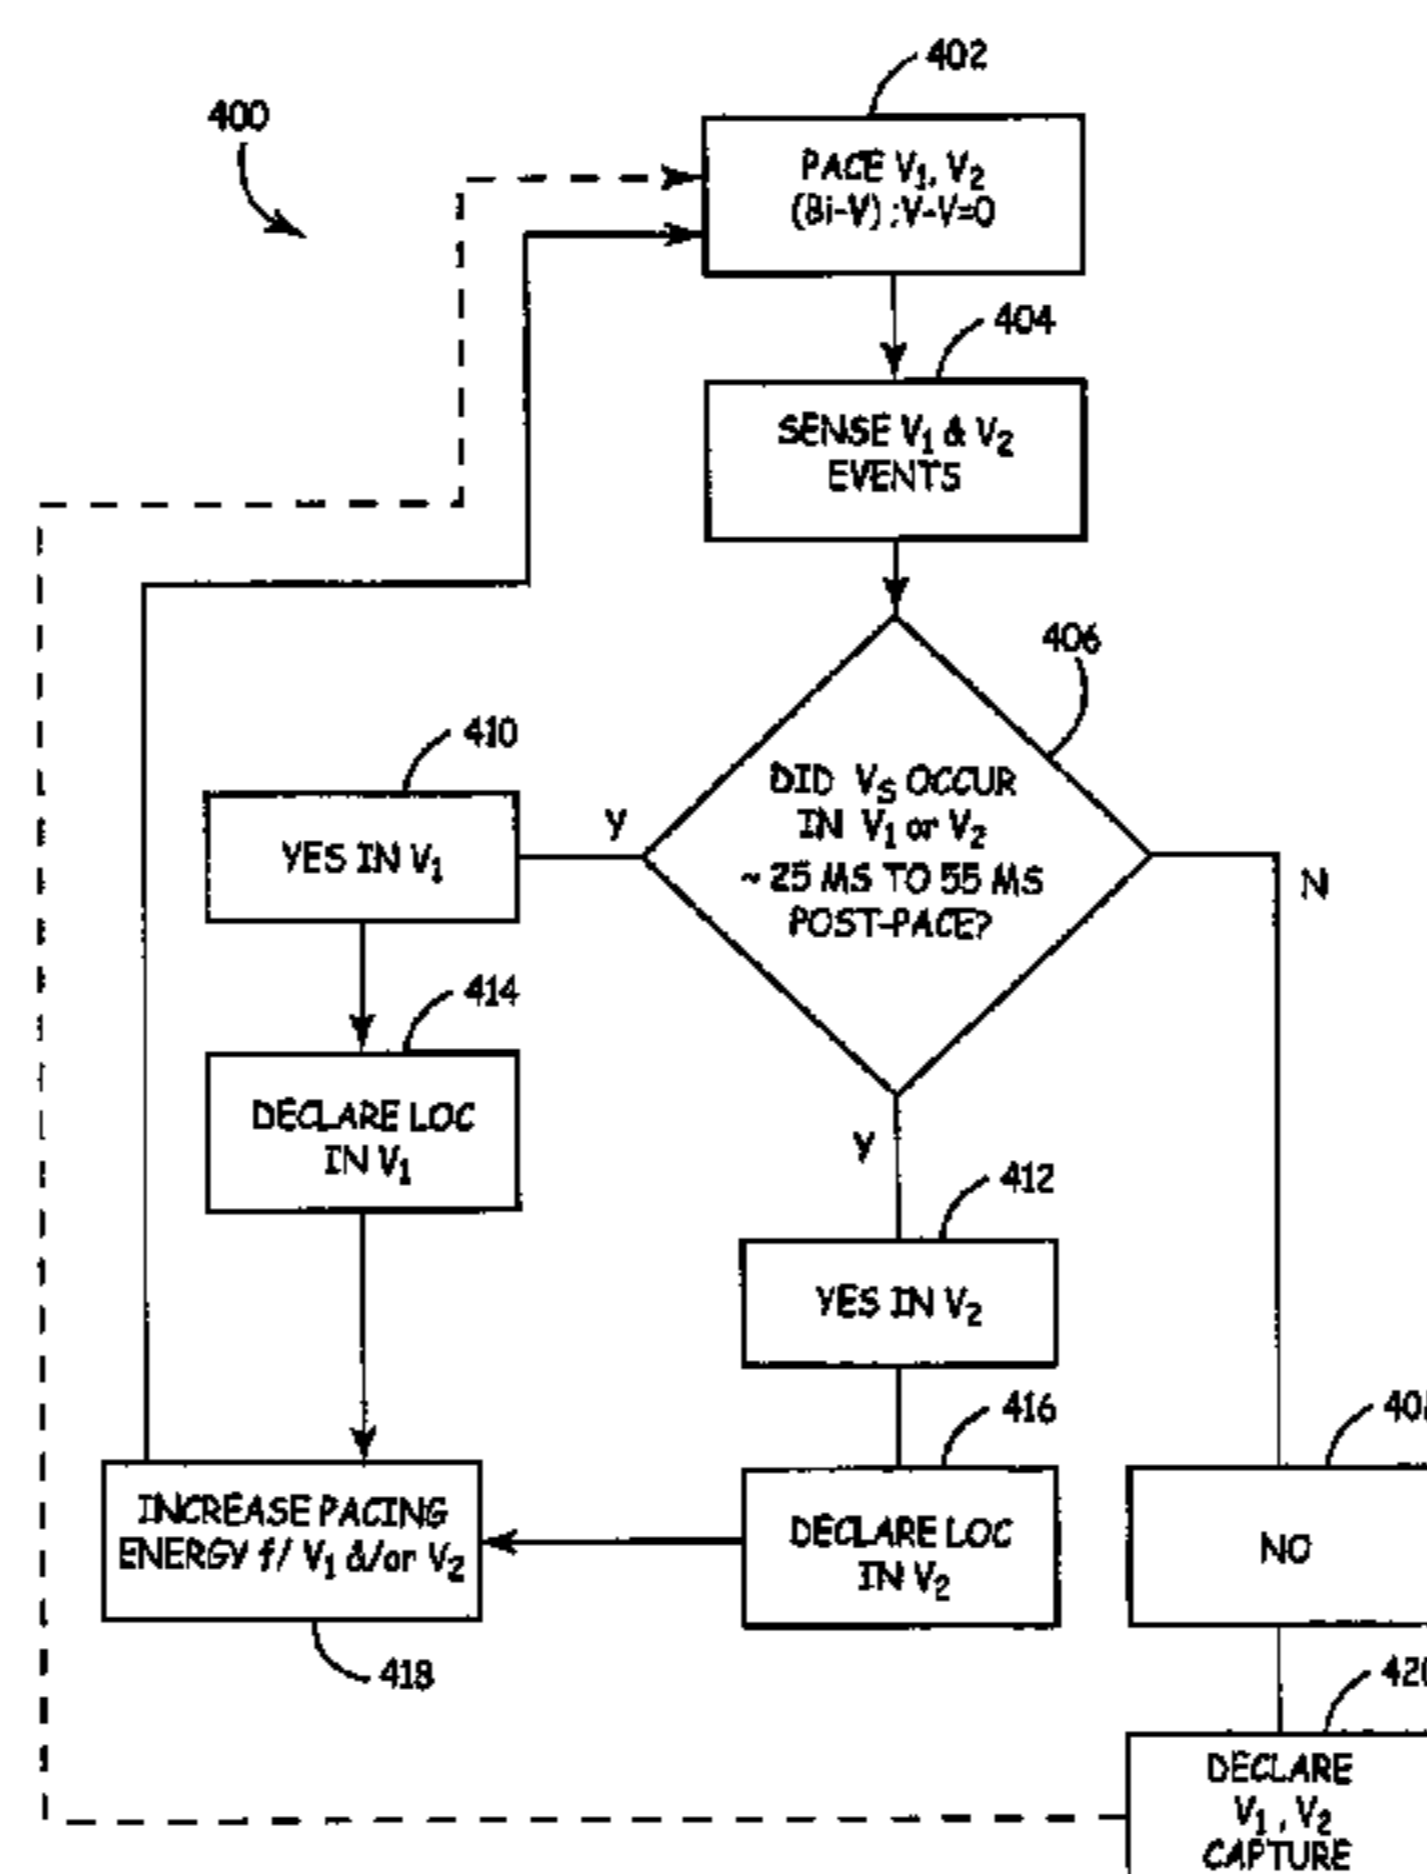 402
400
PACE V₁, V₂
(Bi-V) ;V-V=0
404
SENSE V₁ & V₂
EVENTS
406
410
DID Vₛ OCCUR
IN V₁ or V₂
~ 25 MS TO 55 MS
POST-PACE?
Y
N
YES IN V₁
414
DECLARE LOC
IN V₁
Y
412
YES IN V₂
416
INCREASE PACING
ENERGY f/ V₁ &/or V₂
DECLARE LOC
IN V₂
NO
418
DECLARE
V₁, V₂
CAPTURE